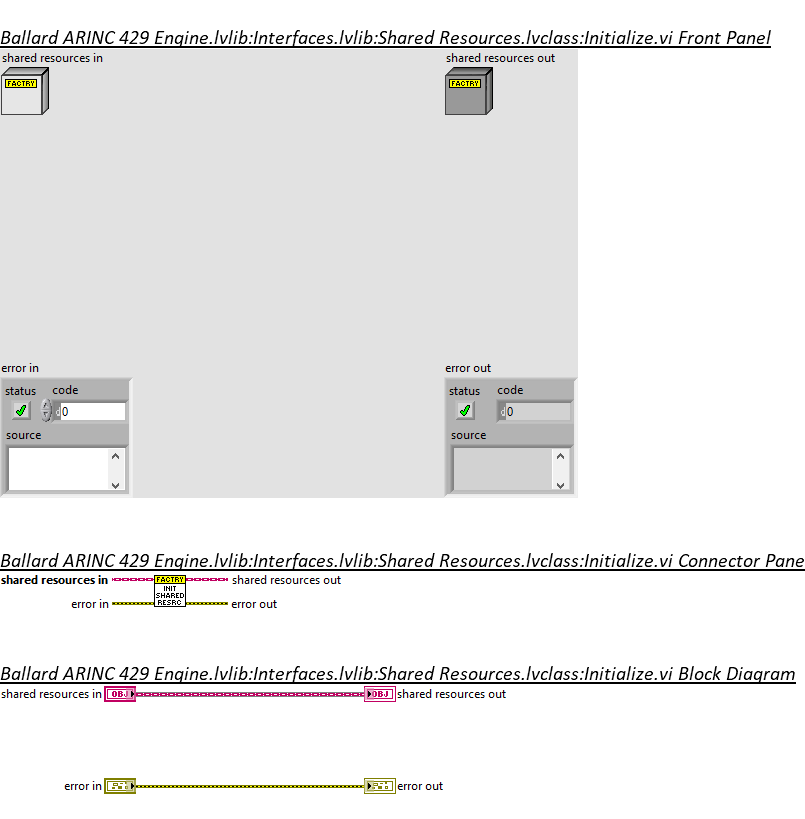 Ballard ARINC 429 Engine.lvlib:Interfaces.lvlib:Shared Resources.lvclass:Initialize.vi Front Panel
shared resources in shared resources out
FACTRY FACTRY
error in error out
status code status code
d 0 d 0
source source
Ballard ARINC 429 Engine.lvlib:Interfaces.lvlib:Shared Resources.lvclass:Initialize.vi Connector Pane
shared resources in FACTRY shared resources out
INIT
SHARED
error in RESRC error out
Ballard ARINC 429 Engine.lvlib:Interfaces.lvlib:Shared Resources.lvclass:Initialize.vi Block Diagram
shared resources in OBJ OBJ shared resources out
error in error out